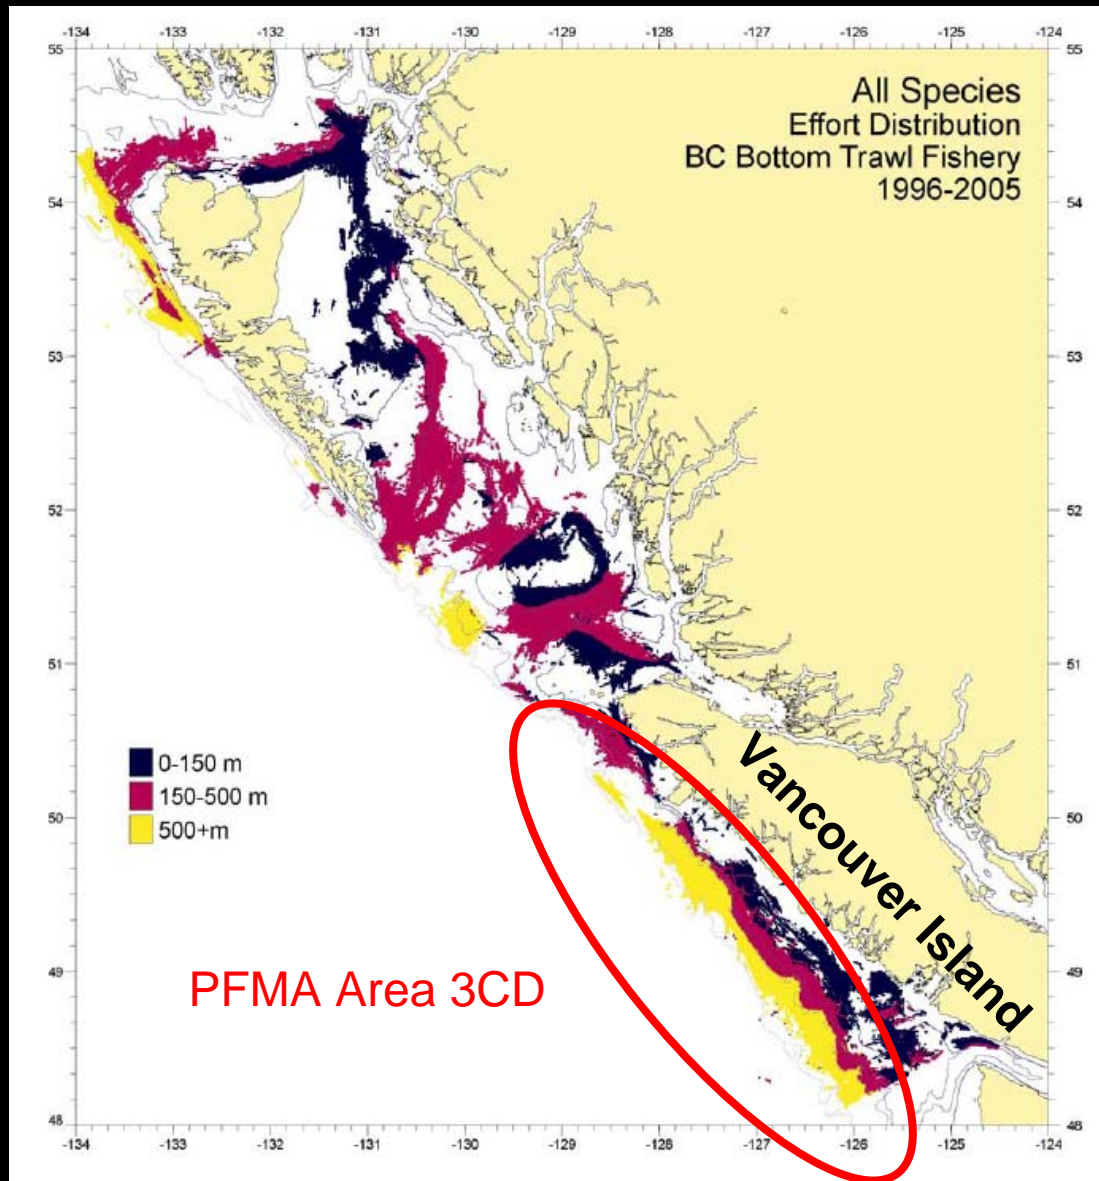 -134 -133 -132 -131 -130 -129 -128 -127 -126 -125 -124
55 55
All Species
Effort Distribution
BC Bottom Trawl Fishery
1996-2005
54 54
53 53
52 52
51 51
0-150 m
150-500 m
500+m
Vancouver Island
50 50
49 49
PFMA Area 3CD
48 48
-134 -133 -132 -131 -130 -129 -128 -127 -126 -125 -124